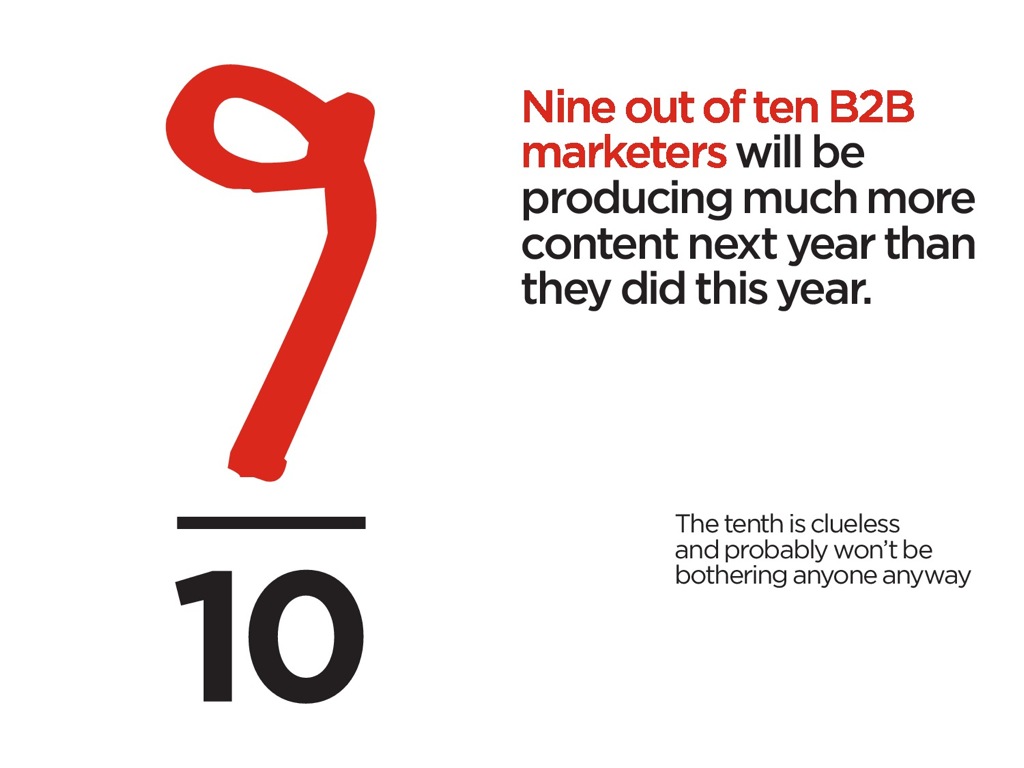 9
10
Nine out of ten B2B
marketers will be
producing much more
content next year than
they did this year.
The tenth is clueless
and probably won't be
bothering anyone anyway